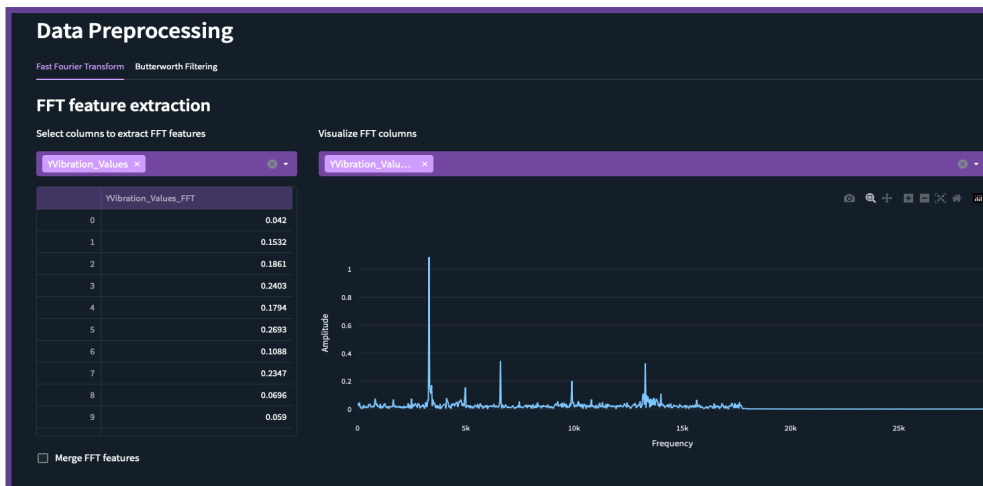 Data Preprocessing
Fast Fourier Transform Butterworth Filtering
FFT feature extraction
Select columns to extract FFT features
YVibration_Values ×
YVibration_Values_FFT
0 0.042
1 0.1532
2 0.1861
3 0.2403
4 0.1794
5 0.2693
6 0.1088
7 0.2347
8 0.0696
9 0.059
Merge FFT features
Visualize FFT columns
YVibration_Valu... ×
1
0.8
0.6
0.4
0.2
0
Amplitude
0 5k 10k 15k 20k 25k
Frequency